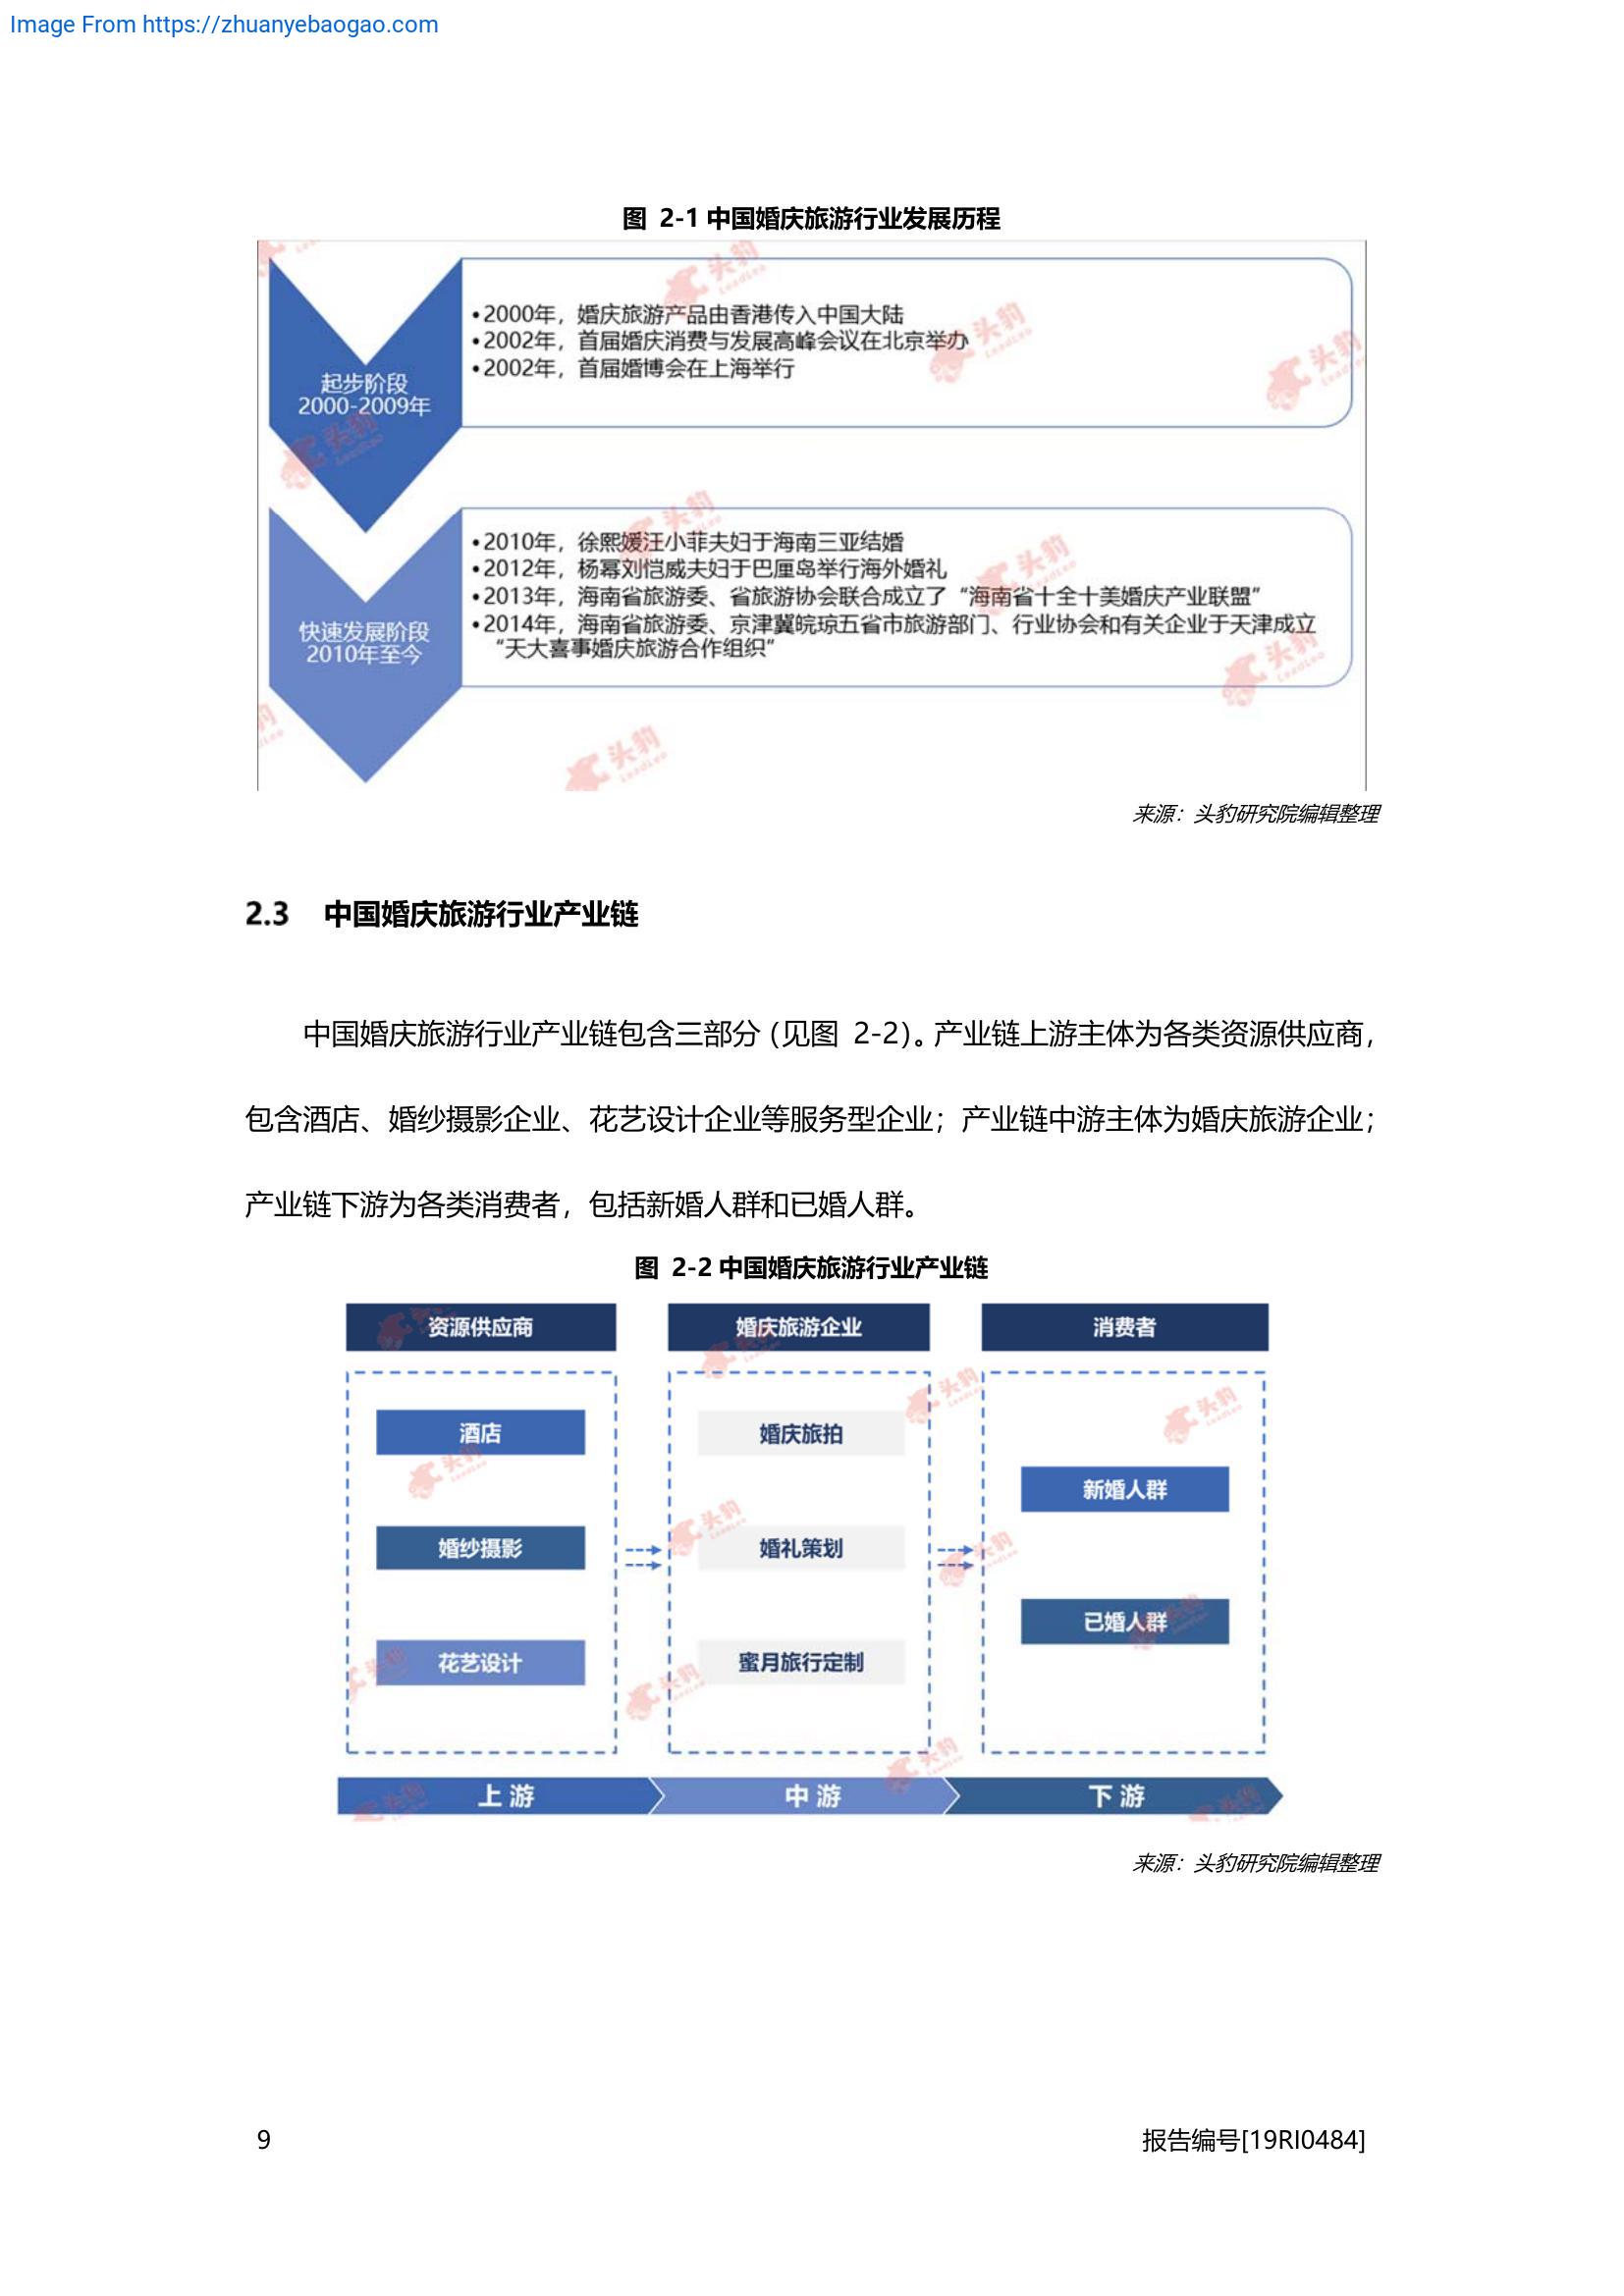 Image From https://zhuanyebaogao.com
图 2-1 中国婚庆旅游行业发展历程
起步阶段
2000-2009年
•2000年，婚庆旅游产品由香港传入中国大陆
•2002年，首届婚庆消费与发展高峰会议在北京举办
•2002年，首届婚博会在上海举行
快速发展阶段
2010年至今
•2010年，徐熙媛汪小菲夫妇于海南三亚结婚
•2012年，杨幂刘恺威夫妇于巴厘岛举行海外婚礼
•2013年，海南省旅游委、省旅游协会联合成立了“海南省十全十美婚庆产业联盟”
•2014年，海南省旅游委、京津冀皖琼五省市旅游部门、行业协会和有关企业于天津成立
“天大喜事婚庆旅游合作组织”
来源：头豹研究院编辑整理
2.3 中国婚庆旅游行业产业链
中国婚庆旅游行业产业链包含三部分（见图 2-2）。产业链上游主体为各类资源供应商，
包含酒店、婚纱摄影企业、花艺设计企业等服务型企业；产业链中游主体为婚庆旅游企业；
产业链下游为各类消费者，包括新婚人群和已婚人群。
图 2-2 中国婚庆旅游行业产业链
资源供应商
婚庆旅游企业
消费者
酒店
婚纱摄影
花艺设计
婚庆旅拍
婚礼策划
蜜月旅行定制
新婚人群
已婚人群
上游
中游
下游
来源：头豹研究院编辑整理
9
报告编号[19RI0484]